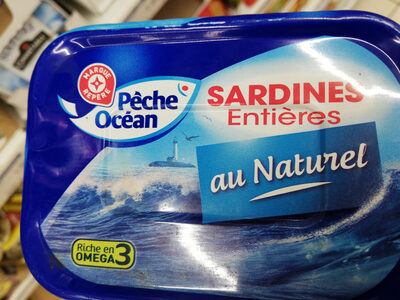 MARQUE
REPÈRE
Pêche
Océan
SARDINES
Entières
au Naturel
Riche en
OMEGA 3